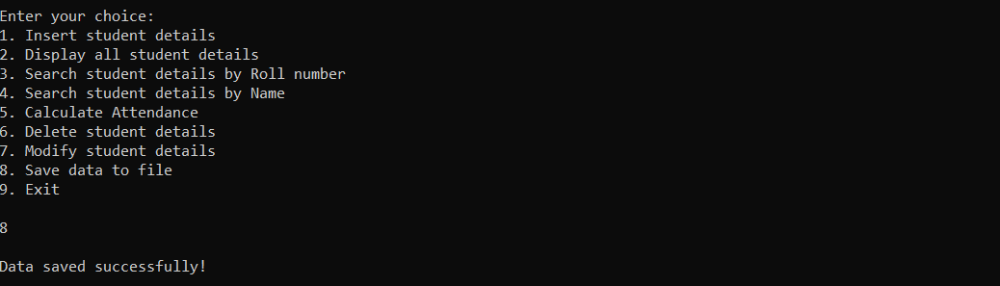 Enter your choice:
1. Insert student details
2. Display all student details
3. Search student details by Roll number
4. Search student details by Name
5. Calculate Attendance
6. Delete student details
7. Modify student details
8. Save data to file
9. Exit
8
Data saved successfully!